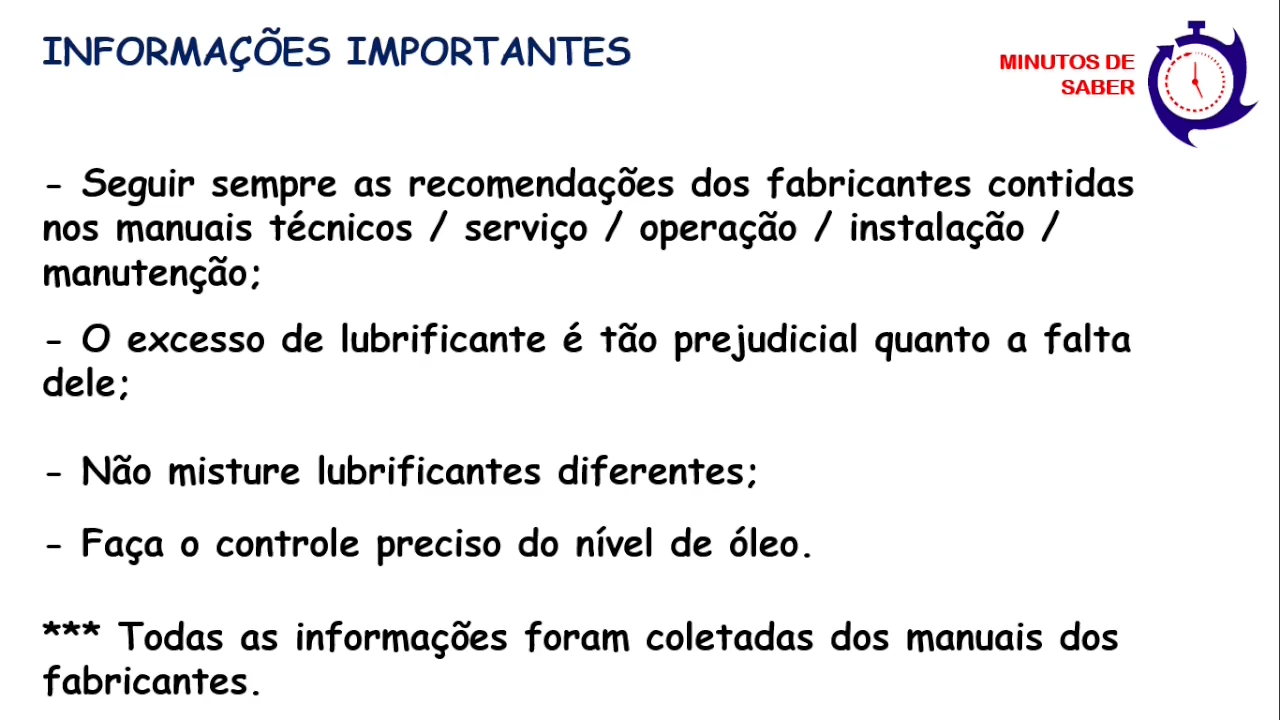 INFORMAÇÕES IMPORTANTES
MINUTOS DE
SABER
- Seguir sempre as recomendações dos fabricantes contidas
nos manuais técnicos / serviço / operação / instalação /
manutenção;
- O excesso de lubrificante é tão prejudicial quanto a falta
dele;
- Não misture lubrificantes diferentes;
- Faça o controle preciso do nível de óleo.
*** Todas as informações foram coletadas dos manuais dos
fabricantes.